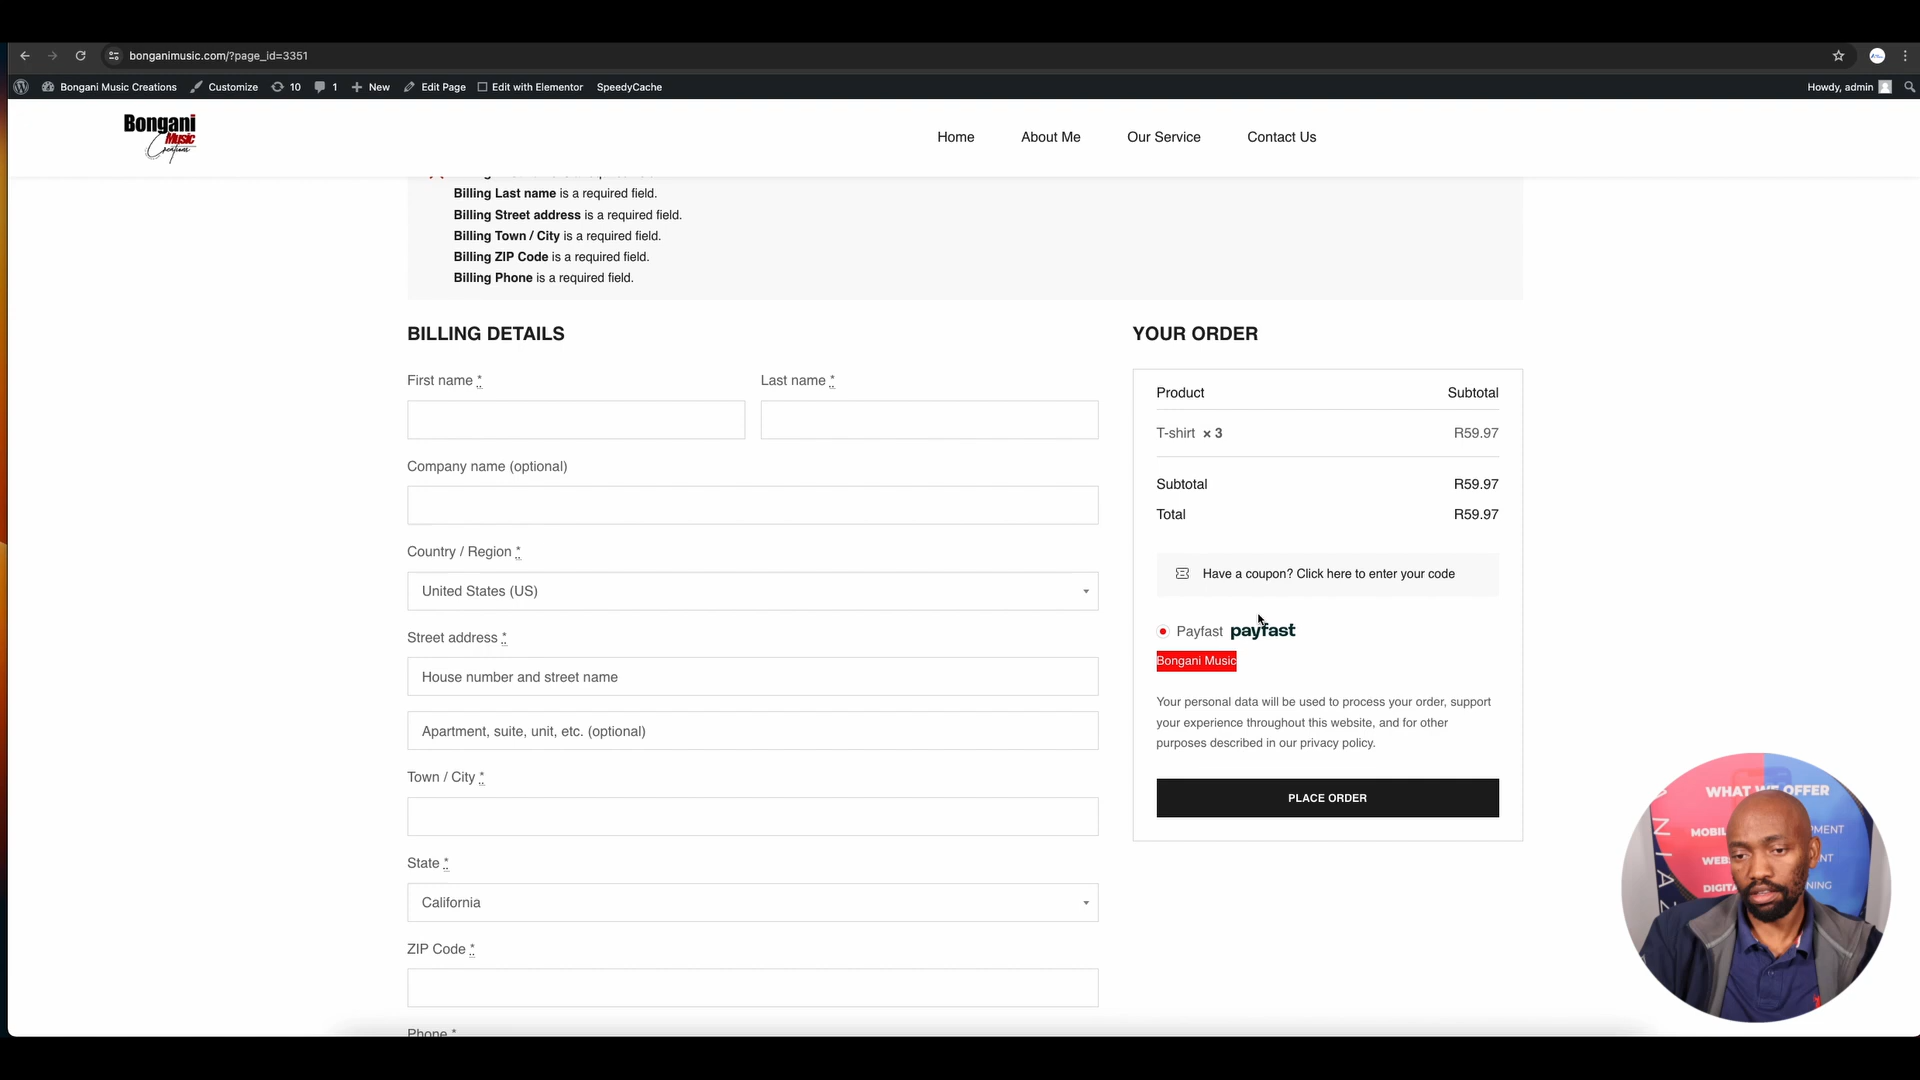 bonganimusic.com/?page_id=3351
Bongani Music Creations Customize 10 1 New Edit Page Edit with Elementor SpeedyCache Howdy, admin
Bongani
Music
Creations
Home About Me Our Service Contact Us
Billing Last name is a required field.
Billing Street address is a required field.
Billing Town / City is a required field.
Billing ZIP Code is a required field.
Billing Phone is a required field.
BILLING DETAILS
First name *
Last name *
Company name (optional)
Country / Region *
United States (US)
Street address *
House number and street name
Apartment, suite, unit, etc. (optional)
Town / City *
State *
California
ZIP Code *
Phone *
YOUR ORDER
Product Subtotal
T-shirt × 3 R59.97
Subtotal R59.97
Total R59.97
Have a coupon? Click here to enter your code
Payfast payfast
Bongani Music
Your personal data will be used to process your order, support
your experience throughout this website, and for other
purposes described in our privacy policy.
PLACE ORDER
WHAT WE OFFER